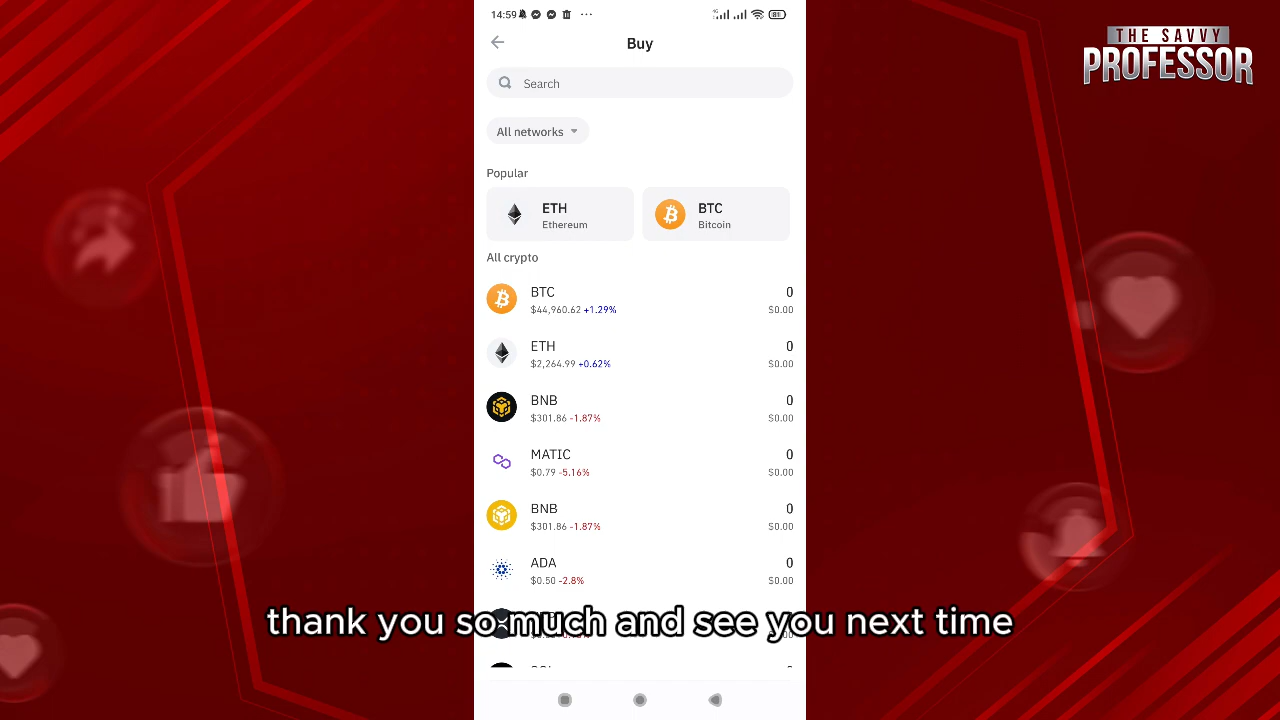 14:59
THE SAVVY
PROFESSOR
Buy
Search
All networks
Popular
ETH
Ethereum
BTC
Bitcoin
All crypto
BTC 0
$44,960.62 +1.29% $0.00
ETH 0
$2,264.99 +0.62% $0.00
BNB 0
$301.86 -1.87% $0.00
MATIC 0
$0.79 -5.16% $0.00
BNB 0
$301.86 -1.87% $0.00
ADA 0
$0.50 -2.8% $0.00
thank you so much and see you next time